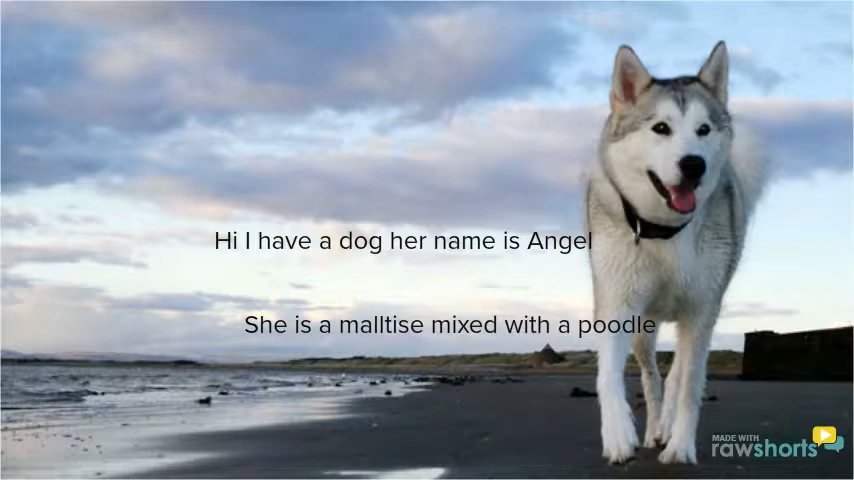 Hi I have a dog her name is Angel
She is a malltise mixed with a poodle
MADE WITH
rawshorts